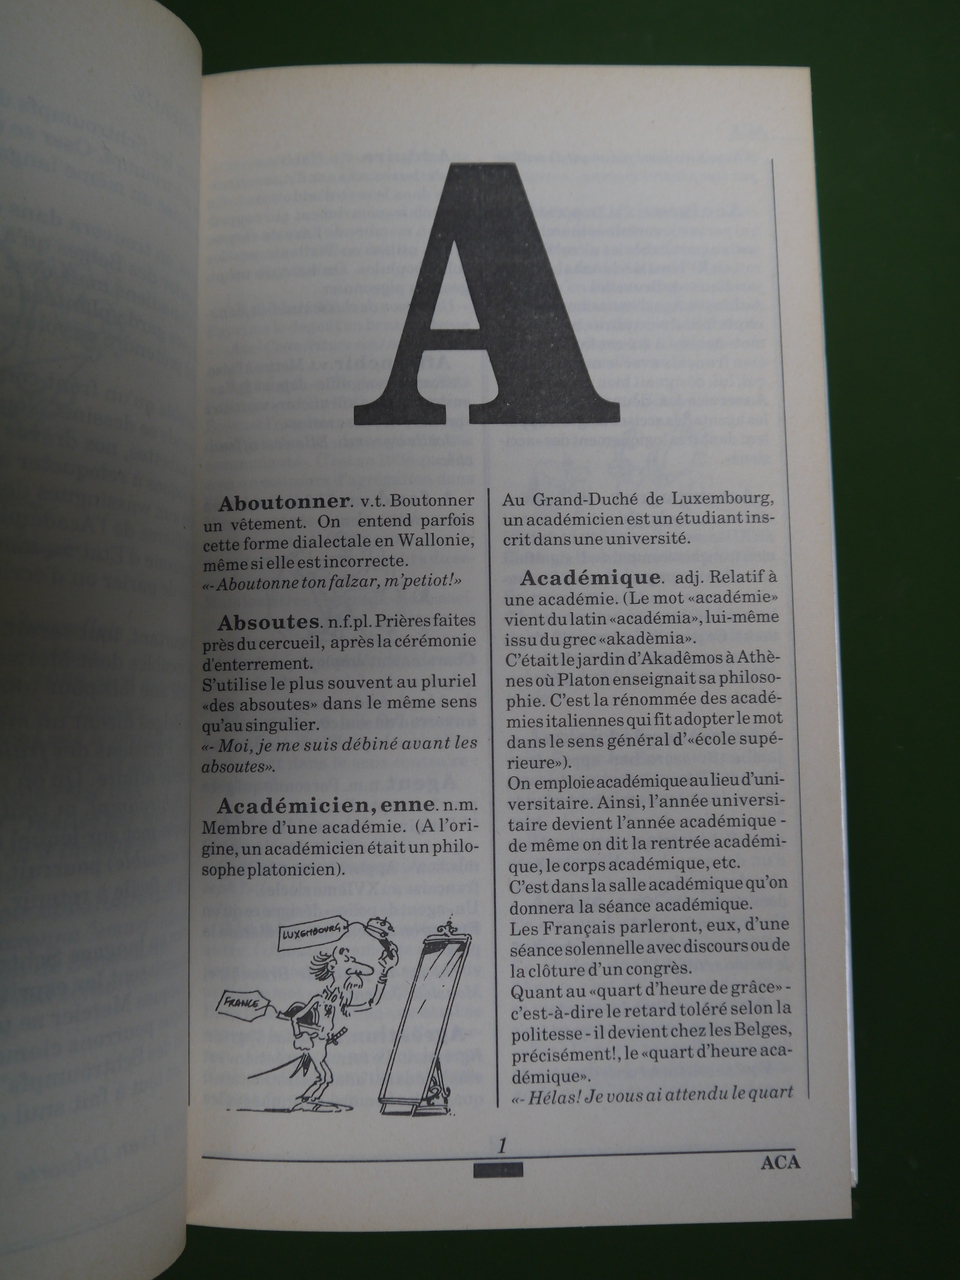 A
Aboutonner. v.t. Boutonner
un vêtement. On entend parfois
cette forme dialectale en Wallonie,
même si elle est incorrecte.
«- Aboutonne ton falzar, m'petiot!»
Absoutes. n.f.pl. Prières faites
près du cercueil, après la cérémonie
d'enterrement.
S'utilise le plus souvent au pluriel
«des absoutes» dans le même sens
qu'au singulier.
«- Moi, je me suis débiné avant les
absoutes».
Académicien, enne. n.m.
Membre d'une académie. (A l'ori-
gine, un académicien était un philo-
sophe platonicien).
LUXEMBOURG
FRANCE
Au Grand-Duché de Luxembourg,
un académicien est un étudiant ins-
crit dans une université.
Académique. adj. Relatif à
une académie. (Le mot «académie»
vient du latin «académia», lui-même
issu du grec «akadèmia».
C'était le jardin d'Akadêmos à Athè-
nes où Platon enseignait sa philoso-
phie. C'est la rénommée des acadé-
mies italiennes qui fit adopter le mot
dans le sens général d'«école supé-
rieure»).
On emploie académique au lieu d'uni-
versitaire. Ainsi, l'année universi-
taire devient l'année académique -
de même on dit la rentrée académi-
que, le corps académique, etc.
C'est dans la salle académique qu'on
donnera la séance académique.
Les Français parleront, eux, d'une
séance solennelle avec discours ou de
la clôture d'un congrès.
Quant au «quart d'heure de grâce» -
c'est-à-dire le retard toléré selon la
politesse - il devient chez les Belges,
précisément!, le «quart d'heure aca-
démique».
«- Hélas! Je vous ai attendu le quart
1
ACA